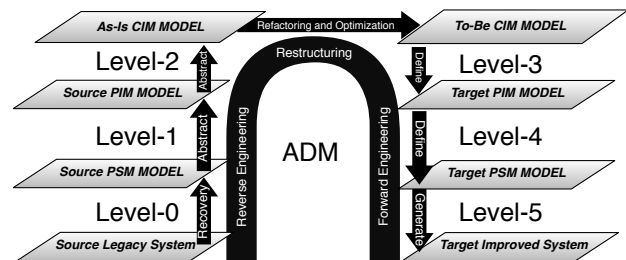 As-Is CIM MODEL
Refactoring and Optimization
To-Be CIM MODEL
Restructuring
Level-2
Abstract
Define
Level-3
Source PIM MODEL
Target PIM MODEL
Level-1
Abstract
Reverse Engineering
ADM
Forward Engineering
Define
Level-4
Source PSM MODEL
Target PSM MODEL
Level-0
Recovery
Generate
Level-5
Source Legacy System
Target Improved System